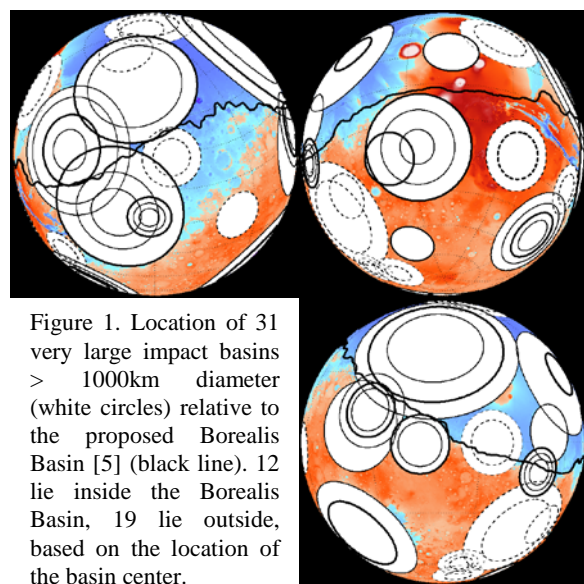 Figure 1. Location of 31
very large impact basins
> 1000km diameter
(white circles) relative to
the proposed Borealis
Basin [5] (black line). 12
lie inside the Borealis
Basin, 19 lie outside,
based on the location of
the basin center.